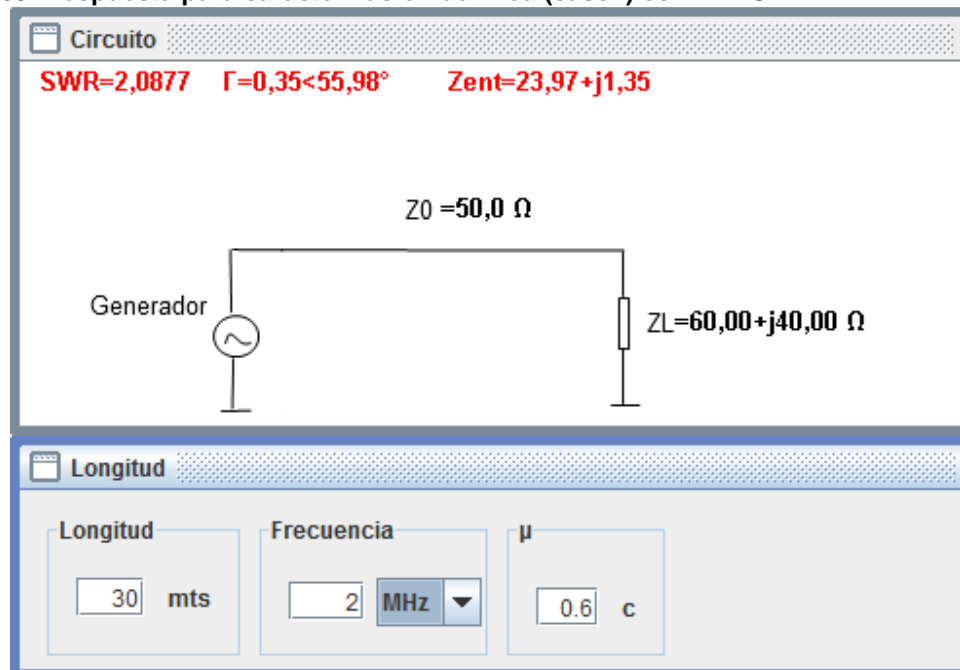 Circuito
SWR=2,0877 Γ=0,35<55,98° Zent=23,97+j1,35
Z0 =50,0 Ω
Generador
ZL=60,00+j40,00 Ω
Longitud
Longitud Frecuencia µ
30 mts 2 MHz 0.6 c